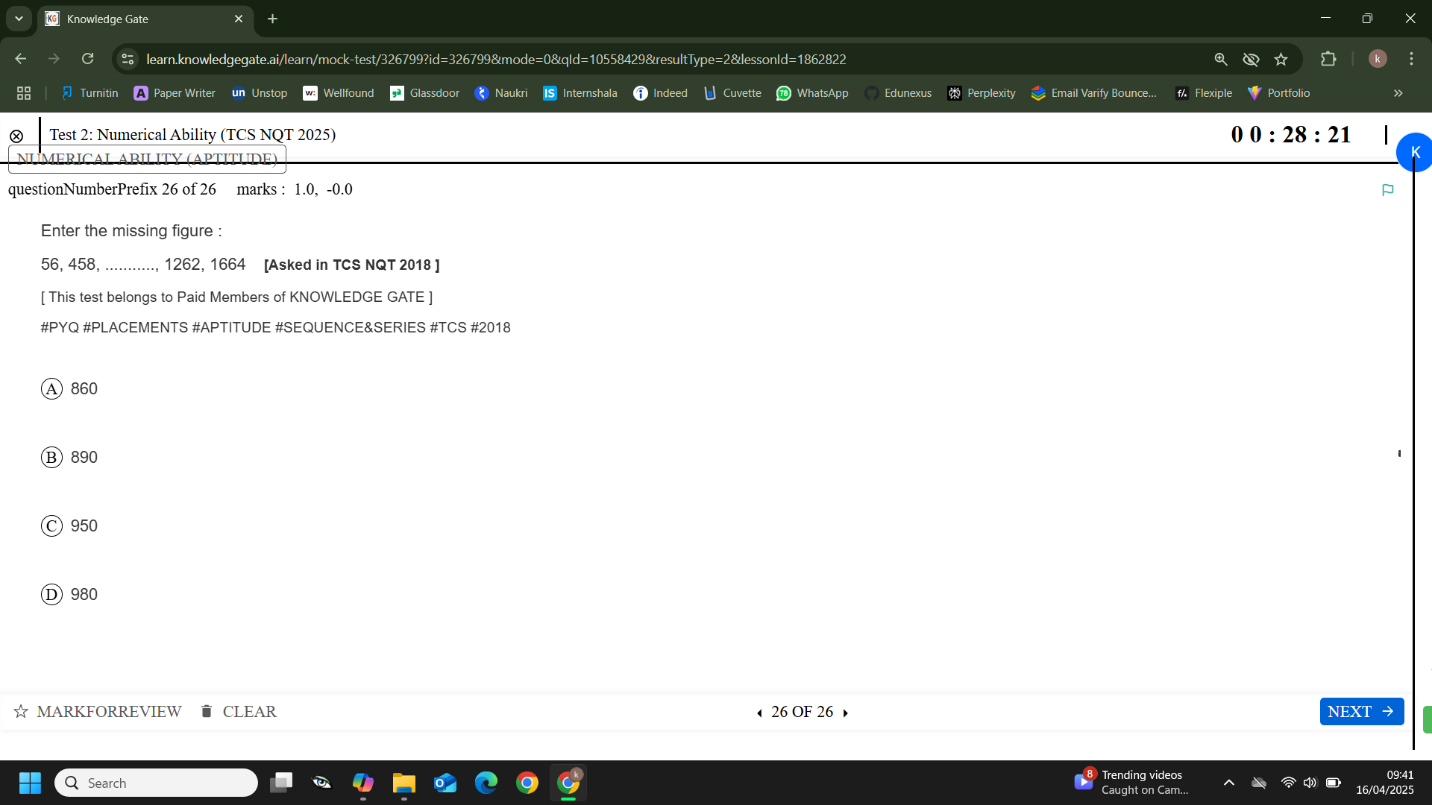 Knowledge Gate
learn.knowledgegate.ai/learn/mock-test/326799?id=326799&mode=0&qId=10558429&resultType=2&lessonId=1862822
k
Turnitin
A Paper Writer
un Unstop
w: Wellfound
Glassdoor
Naukri
IS Internshala
Indeed
Cuvette
WhatsApp
Edunexus
Perplexity
Email Varify Bounce...
f/. Flexiple
Portfolio
Test 2: Numerical Ability (TCS NQT 2025)
0 0 : 28 : 21
K
NUMERICAL ABILITY (APTITUDE)
questionNumberPrefix 26 of 26 marks : 1.0, -0.0
Enter the missing figure :
56, 458, ..........., 1262, 1664 [Asked in TCS NQT 2018 ]
[ This test belongs to Paid Members of KNOWLEDGE GATE ]
#PYQ #PLACEMENTS #APTITUDE #SEQUENCE&SERIES #TCS #2018
A 860
B 890
C 950
D 980
MARKFORREVIEW
CLEAR
26 OF 26
NEXT
Search
8
Trending videos
Caught on Cam...
09:41
16/04/2025